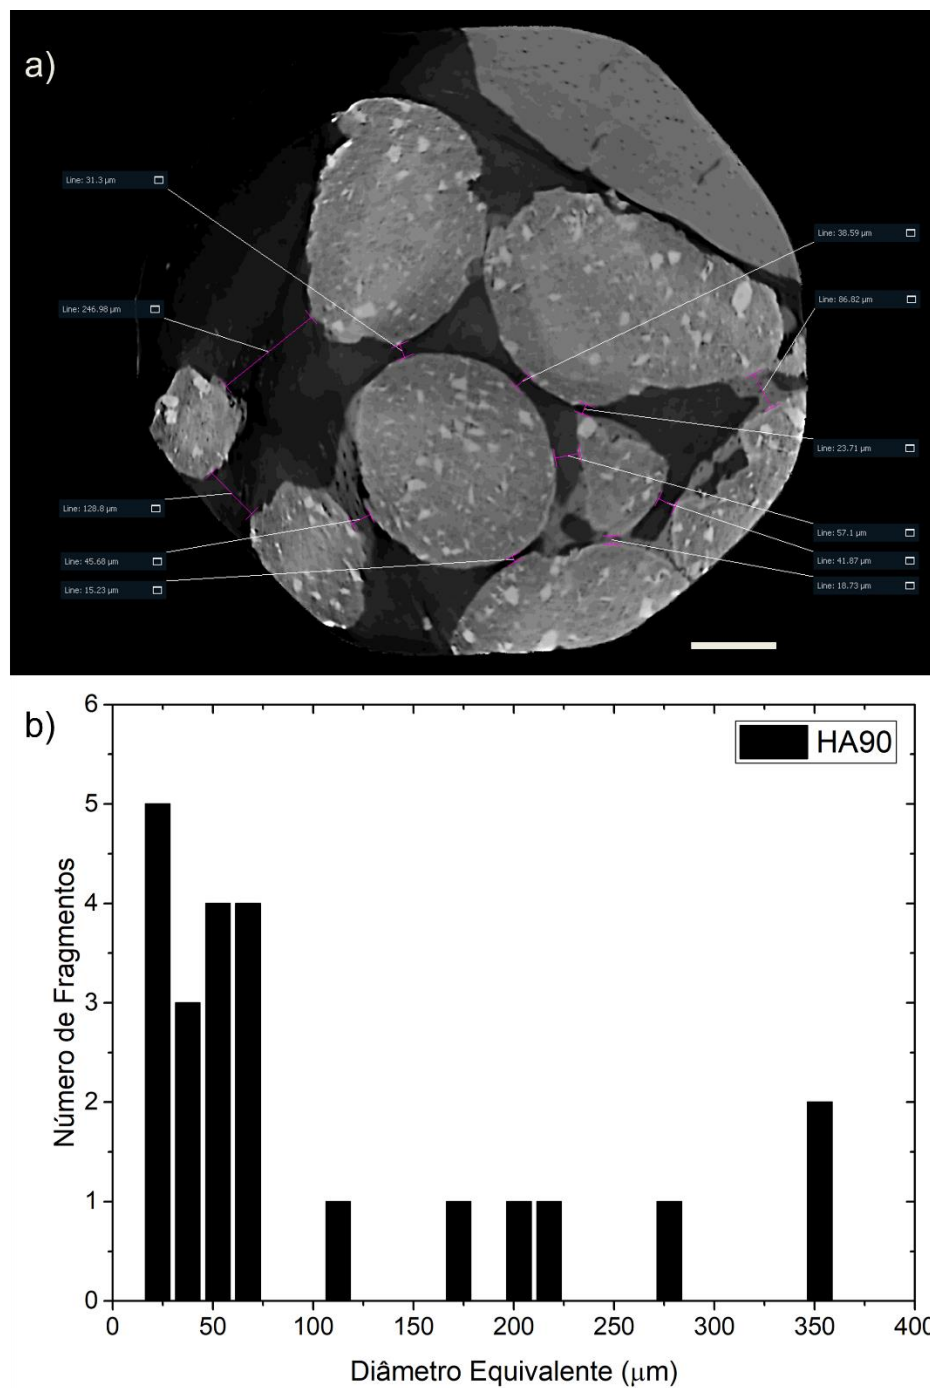 a)
Line: 31.3 µm
Line: 38.59 µm
Line: 86.82 µm
Line: 246.98 µm
Line: 23.71 µm
Line: 128.8 µm
Line: 57.1 µm
Line: 45.68 µm
Line: 41.87 µm
Line: 15.23 µm
Line: 18.73 µm
b)
6
HA90
5
4
3
2
1
0
Número de Fragmentos
0 50 100 150 200 250 300 350 400
Diâmetro Equivalente (µm)